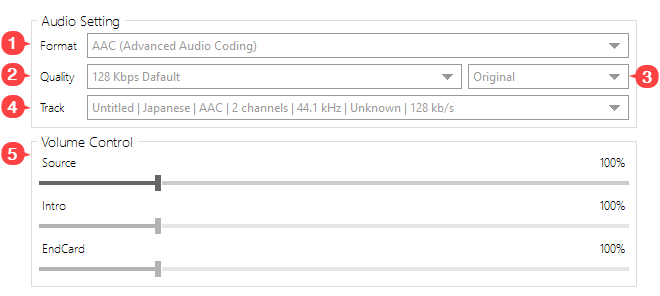 Audio Setting
1 Format AAC (Advanced Audio Coding)
2 Quality 128 Kbps Dafault Original 3
4 Track Untitled | Japanese | AAC | 2 channels | 44.1 kHz | Unknown | 128 kb/s
Volume Control
5
Source 100%
Intro 100%
EndCard 100%